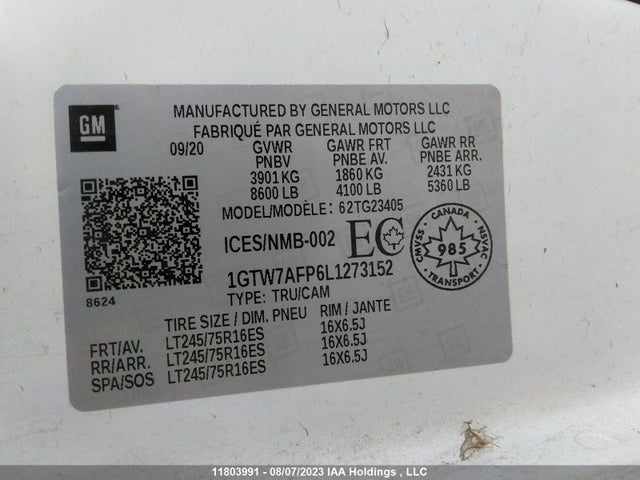 GM
MANUFACTURED BY GENERAL MOTORS LLC
FABRIQUÉ PAR GENERAL MOTORS LLC
09/20 GVWR GAWR FRT GAWR RR
PNBV PNBE AV. PNBE ARR.
3901 KG 1860 KG 2431 KG
8600 LB 4100 LB 5360 LB
MODEL/MODÈLE: 62TG23405
ICES/NMB-002 EC
CANADA
CMVSS 985 NSVAC
TRANSPORT
1GTW7AFP6L1273152
8624
TYPE: TRU/CAM
TIRE SIZE / DIM. PNEU RIM / JANTE
FRT/AV. LT245/75R16ES 16X6.5J
RR/ARR. LT245/75R16ES 16X6.5J
SPA/SOS LT245/75R16ES 16X6.5J
11803991 - 08/07/2023 IAA Holdings , LLC